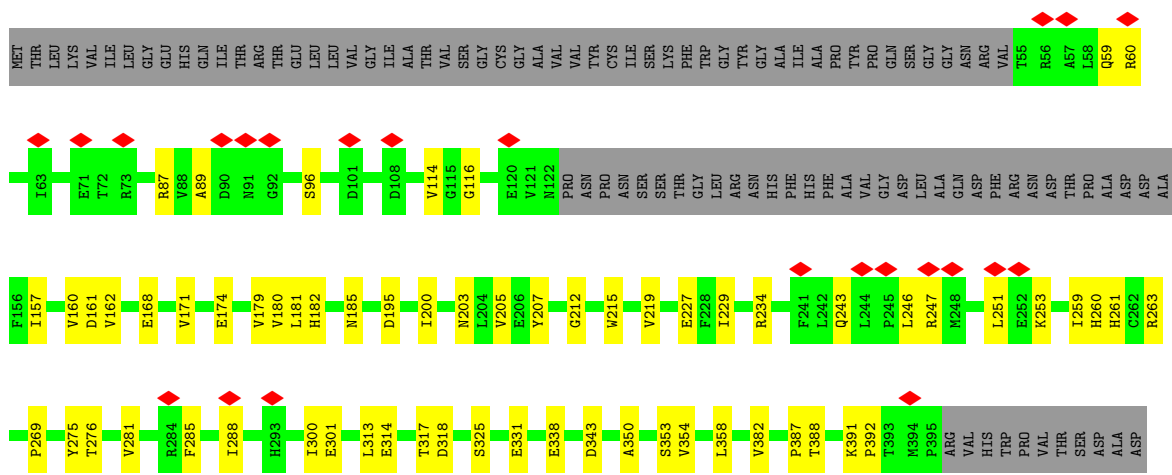 MET THR LEU LYS VAL ILE LEU GLY GLU HIS GLN ILE THR ARG THR GLU LEU LEU VAL GLY ILE ALA THR VAL SER GLY CYS GLY ALA VAL VAL TYR CYS ILE SER LYS PHE TRP GLY TYR GLY ALA ILE ALA PRO TYR PRO GLN SER GLY GLY ASN ARG VAL T55 R56 A57 L58 Q59 R60
I63 E71 T72 R73 R87 V88 A89 D90 N91 G92 S96 D101 D108 V114 G115 G116 E120 V121 N122 PRO ASN PRO ASN SER SER THR GLY LEU ARG ASN HIS PHE HIS PHE ALA VAL GLY ASP LEU ALA GLN ASP PHE ARG ASN ASP THR PRO ALA ASP ASP ALA
F156 I157 V160 D161 V162 E168 V171 E174 V179 V180 L181 H182 N185 D195 I200 N203 L204 V205 E206 Y207 G212 W215 V219 E227 F228 I229 R234 F241 L242 Q243 L244 P245 L246 R247 M248 L251 E252 K253 I259 H260 H261 C262 R263
P269 Y275 T276 V281 R284 F285 I288 H293 I300 E301 L313 E314 T317 D318 S325 E331 E338 D343 A350 S353 V354 L358 V382 P387 T388 K391 P392 T393 M394 P395 ARG VAL HIS TRP PRO VAL THR SER ASP ALA ASP